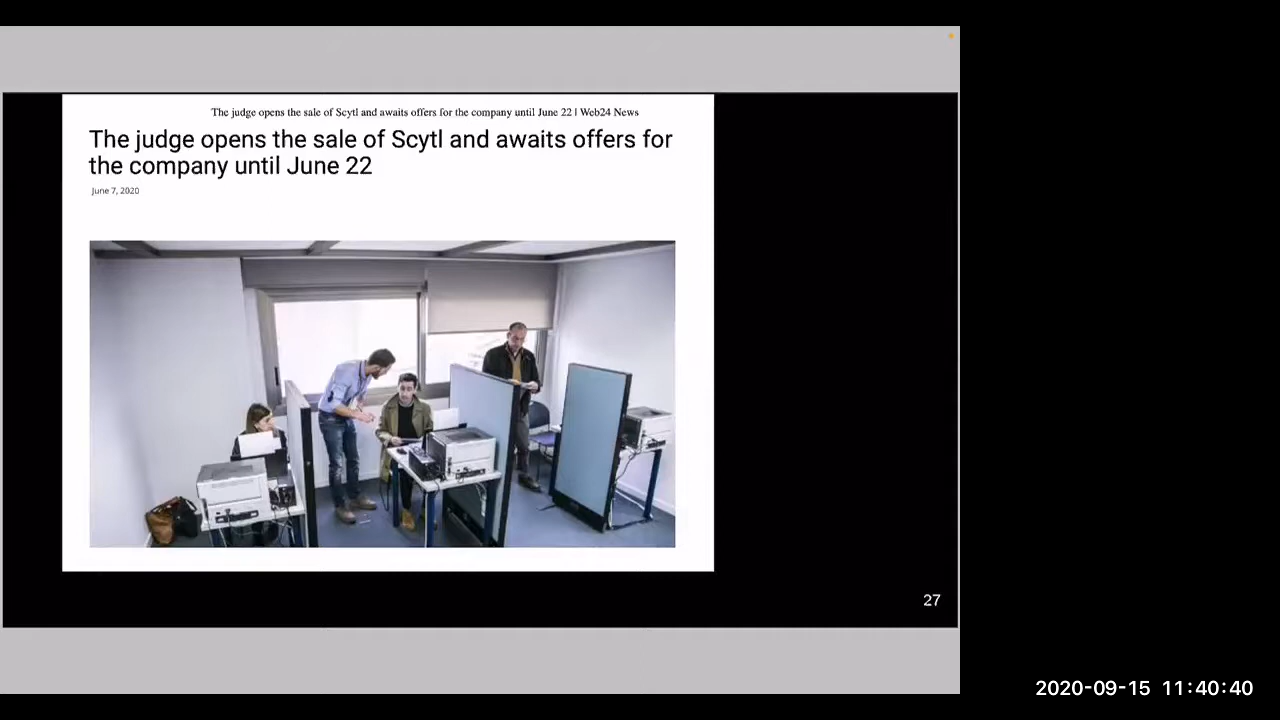 The judge opens the sale of Scytl and awaits offers for the company until June 22 | Web24 News
The judge opens the sale of Scytl and awaits offers for
the company until June 22
June 7, 2020
27
2020-09-15 11:40:40